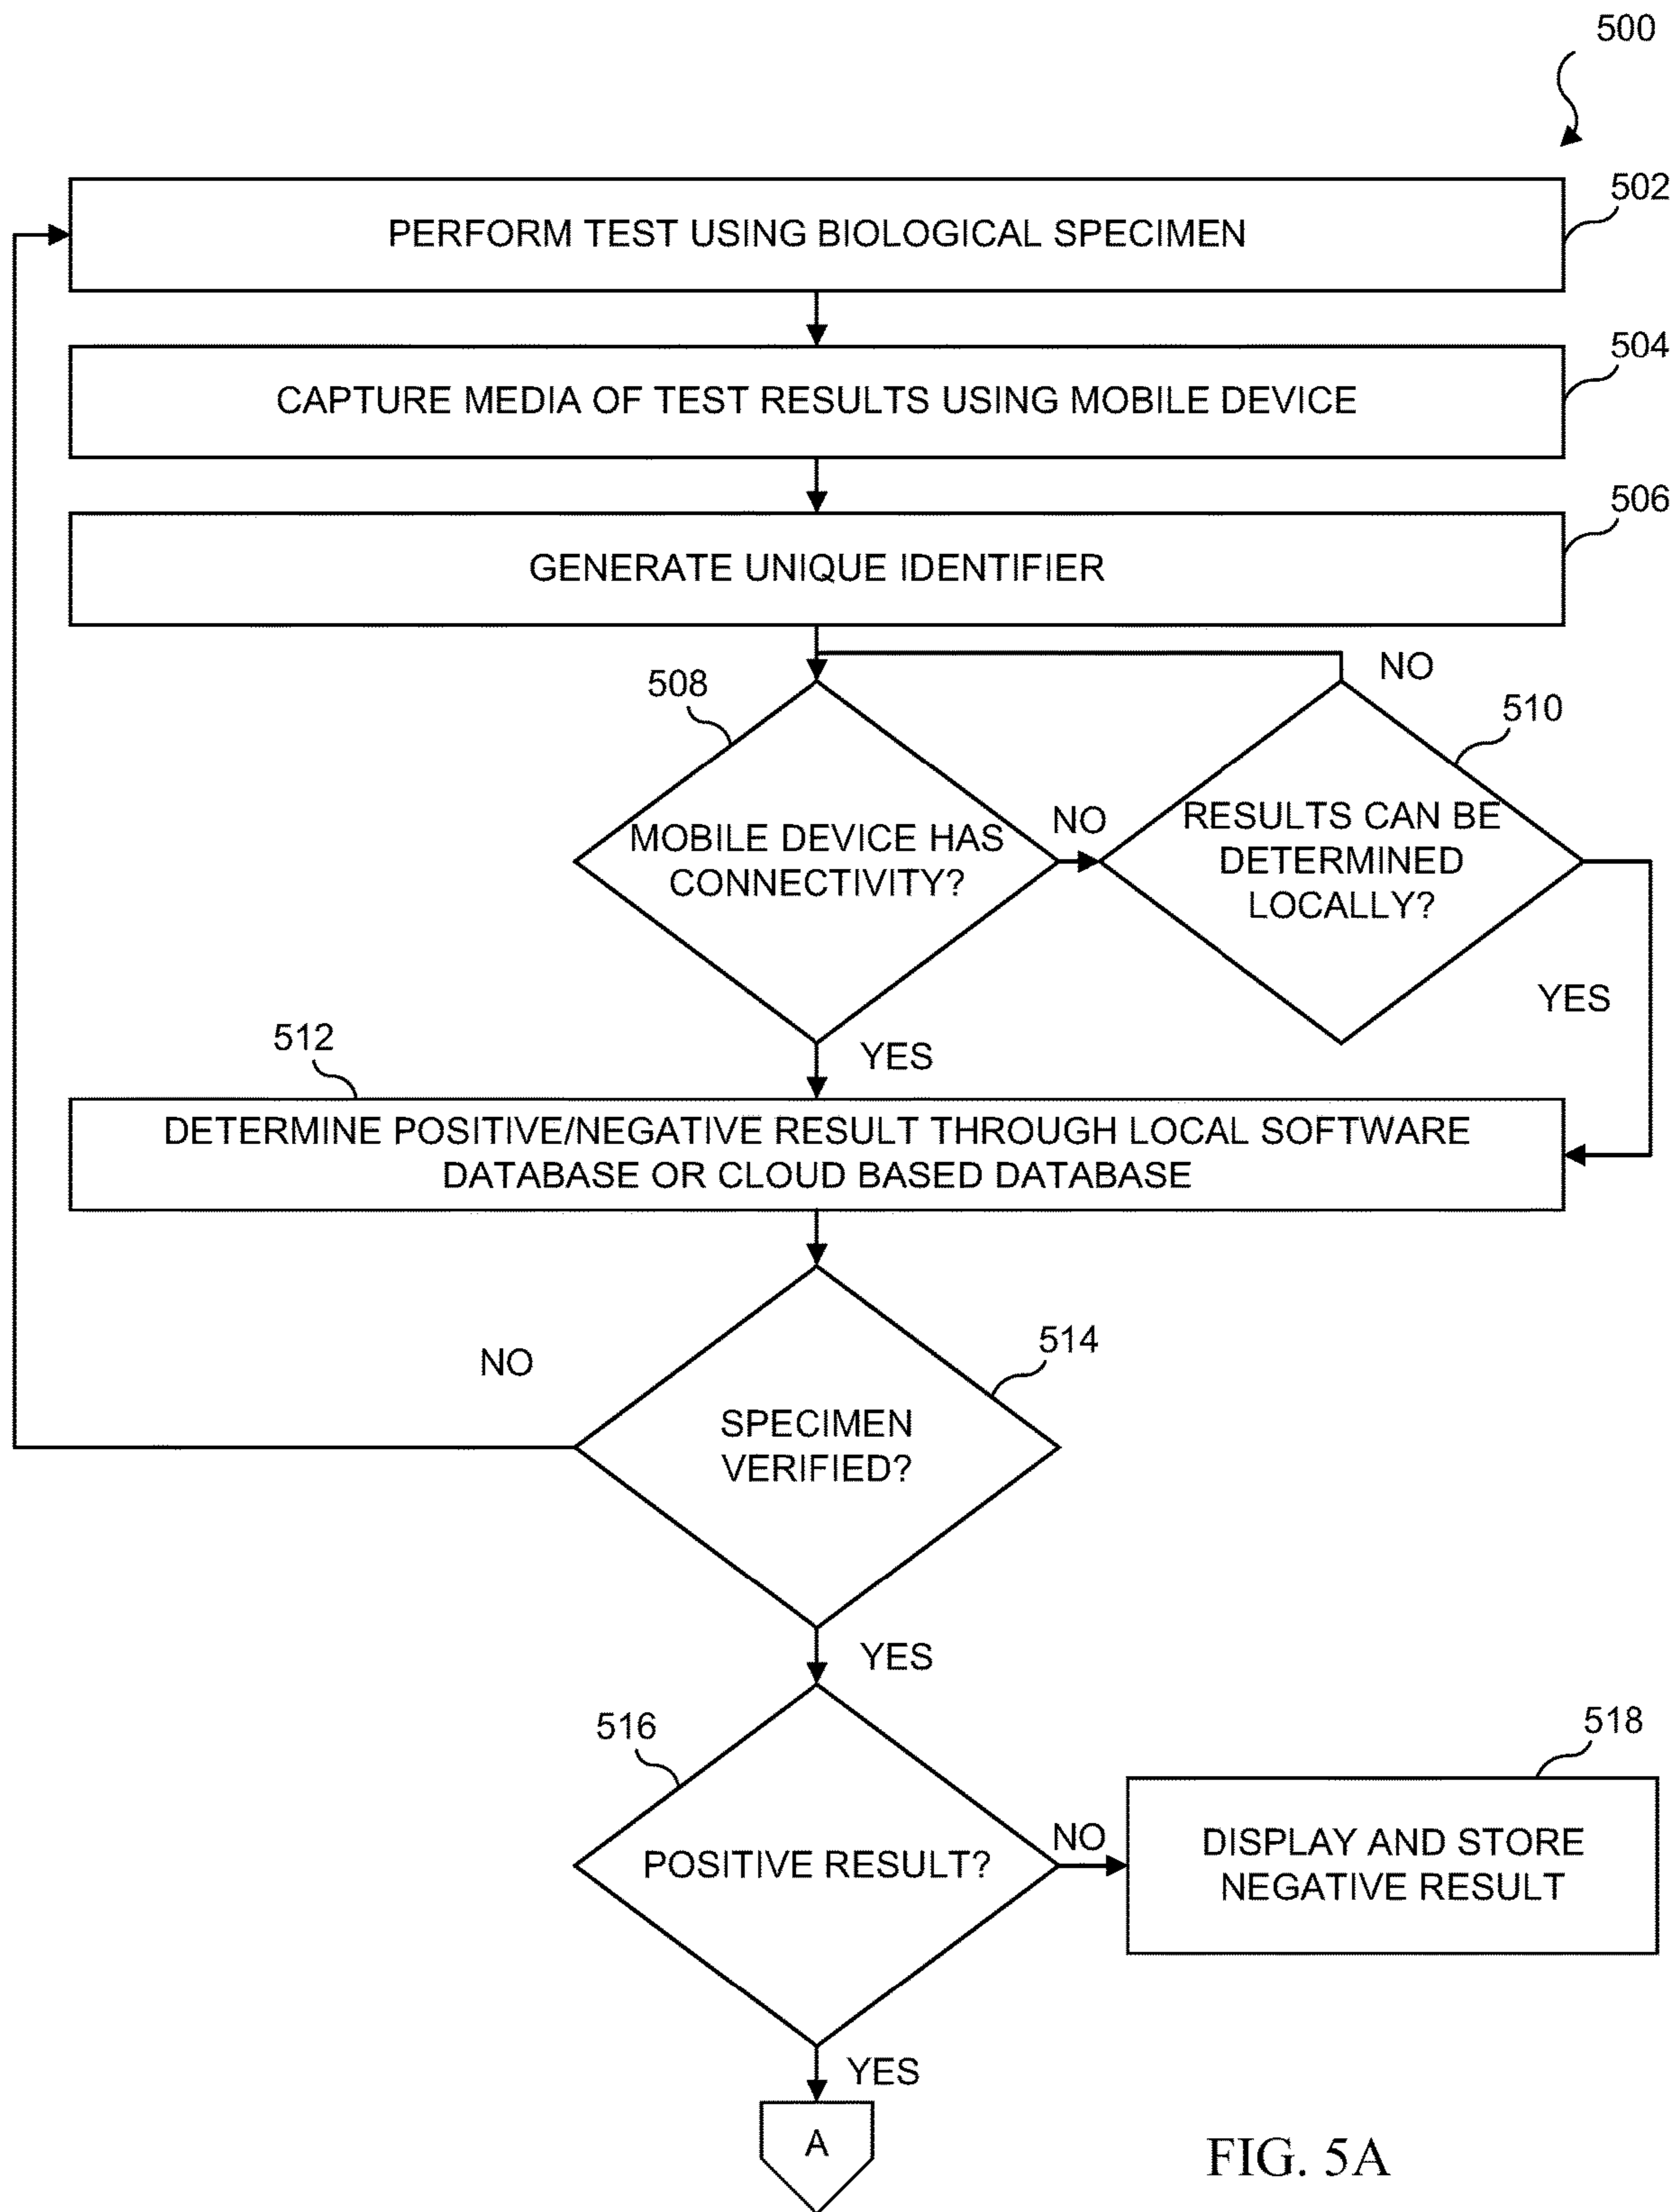 500
502
PERFORM TEST USING BIOLOGICAL SPECIMEN
504
CAPTURE MEDIA OF TEST RESULTS USING MOBILE DEVICE
506
GENERATE UNIQUE IDENTIFIER
NO
508
510
MOBILE DEVICE HAS
CONNECTIVITY?
NO
RESULTS CAN BE
DETERMINED
LOCALLY?
YES
512
YES
DETERMINE POSITIVE/NEGATIVE RESULT THROUGH LOCAL SOFTWARE
DATABASE OR CLOUD BASED DATABASE
514
NO
SPECIMEN
VERIFIED?
YES
516
518
POSITIVE RESULT?
NO
DISPLAY AND STORE
NEGATIVE RESULT
YES
A
FIG. 5A